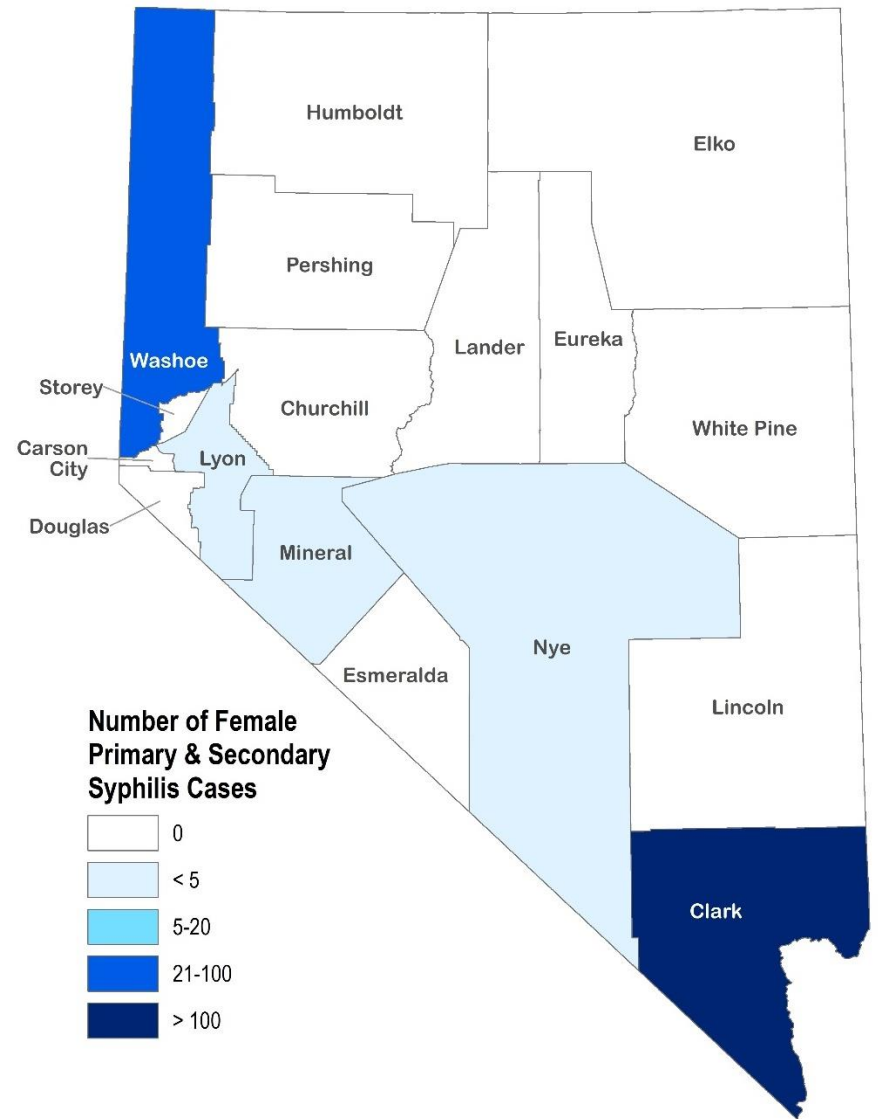 Humboldt
Elko
Pershing
Lander
Eureka
Washoe
Storey
Churchill
White Pine
Carson
City
Lyon
Douglas
Mineral
Nye
Esmeralda
Lincoln
Number of Female
Primary & Secondary
Syphilis Cases
0
< 5
5-20
21-100
> 100
Clark